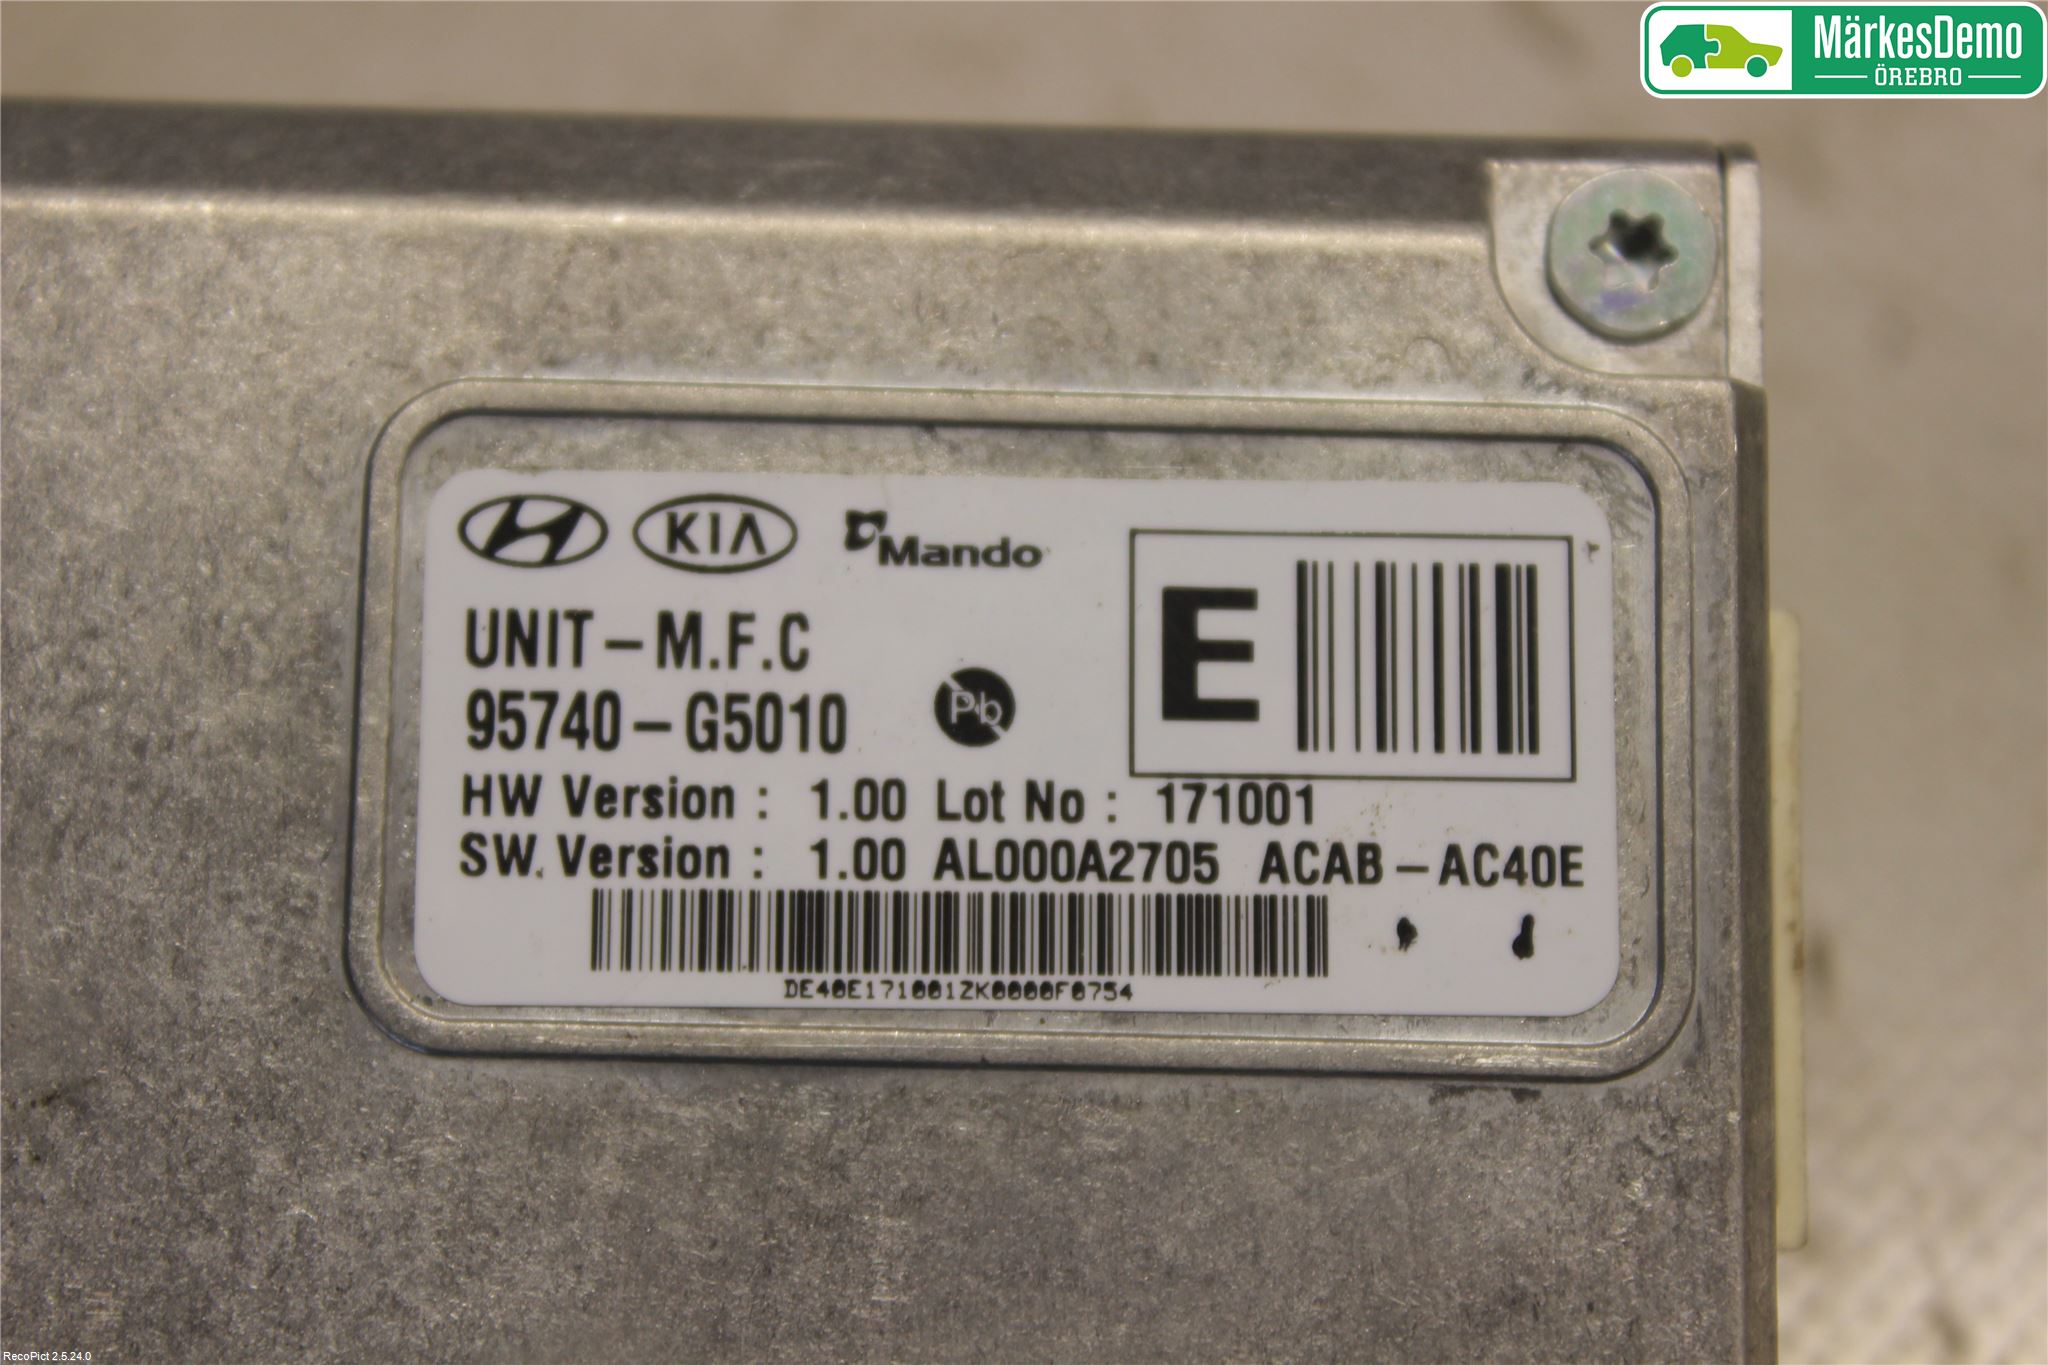 MärkesDemo
ÖREBRO
KIA Mando
UNIT-M.F.C
95740-G5010
Pb
E
HW Version : 1.00 Lot No : 171001
SW. Version : 1.00 AL000A2705 ACAB-AC40E
DE40E1710012K0000F0754
RecoPict 2.5.24.0